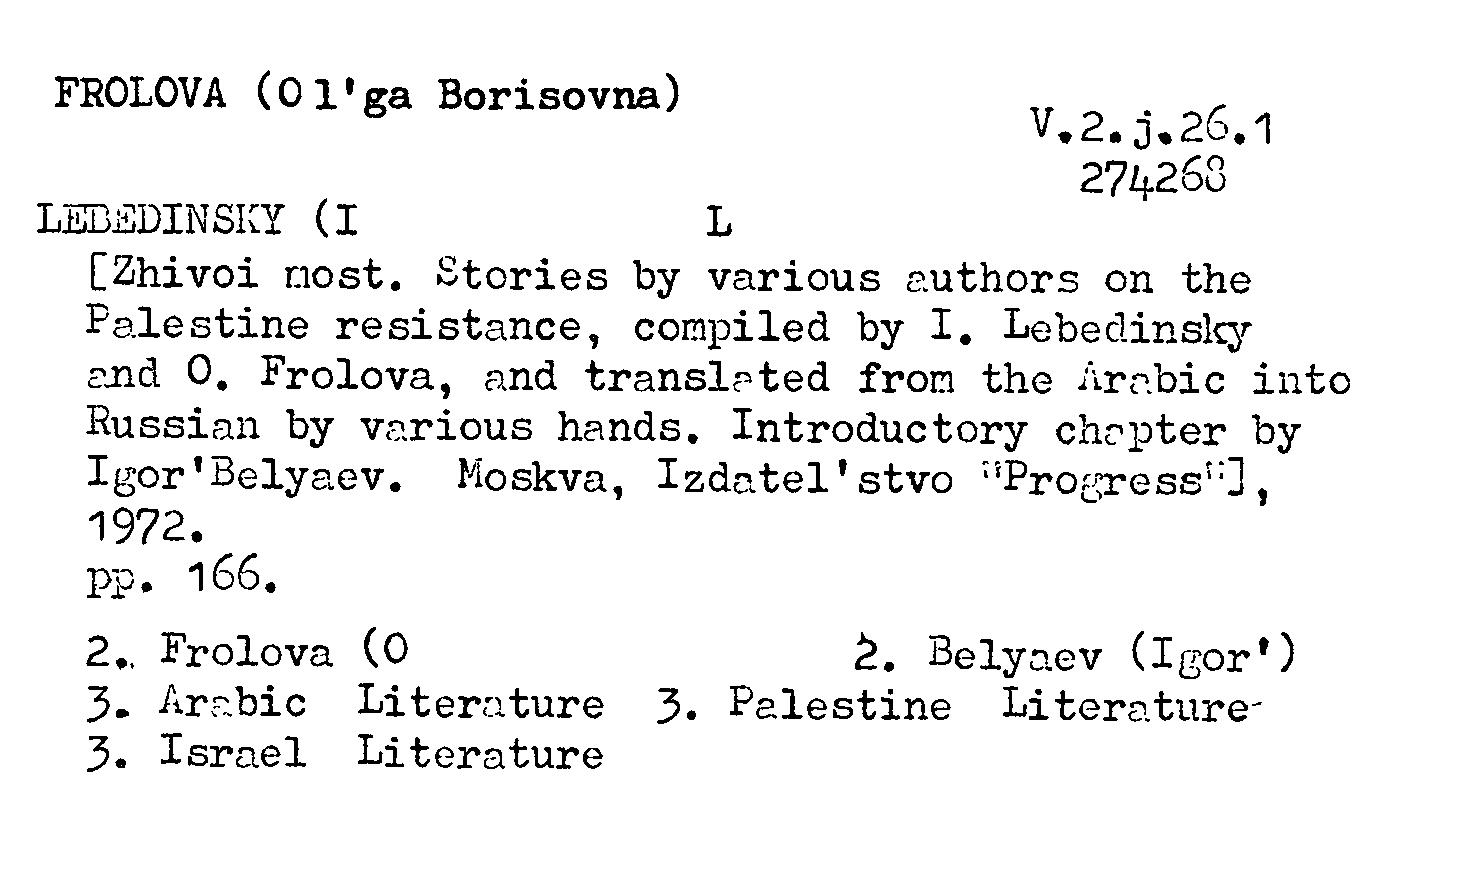 FROLOVA (Ol'ga Borisovna)
V.2.j.26.1
274268
LEBEDINSKY (I L
[Zhivoi most. Stories by various authors on the
Palestine resistance, compiled by I. Lebedinsky
and O. Frolova, and translated from the Arabic into
Russian by various hands. Introductory chapter by
Igor'Belyaev. Moskva, Izdatel'stvo "Progress"],
1972.
pp. 166.
2. Frolova (O 2. Belyaev (Igor')
3. Arabic Literature 3. Palestine Literature
3. Israel Literature